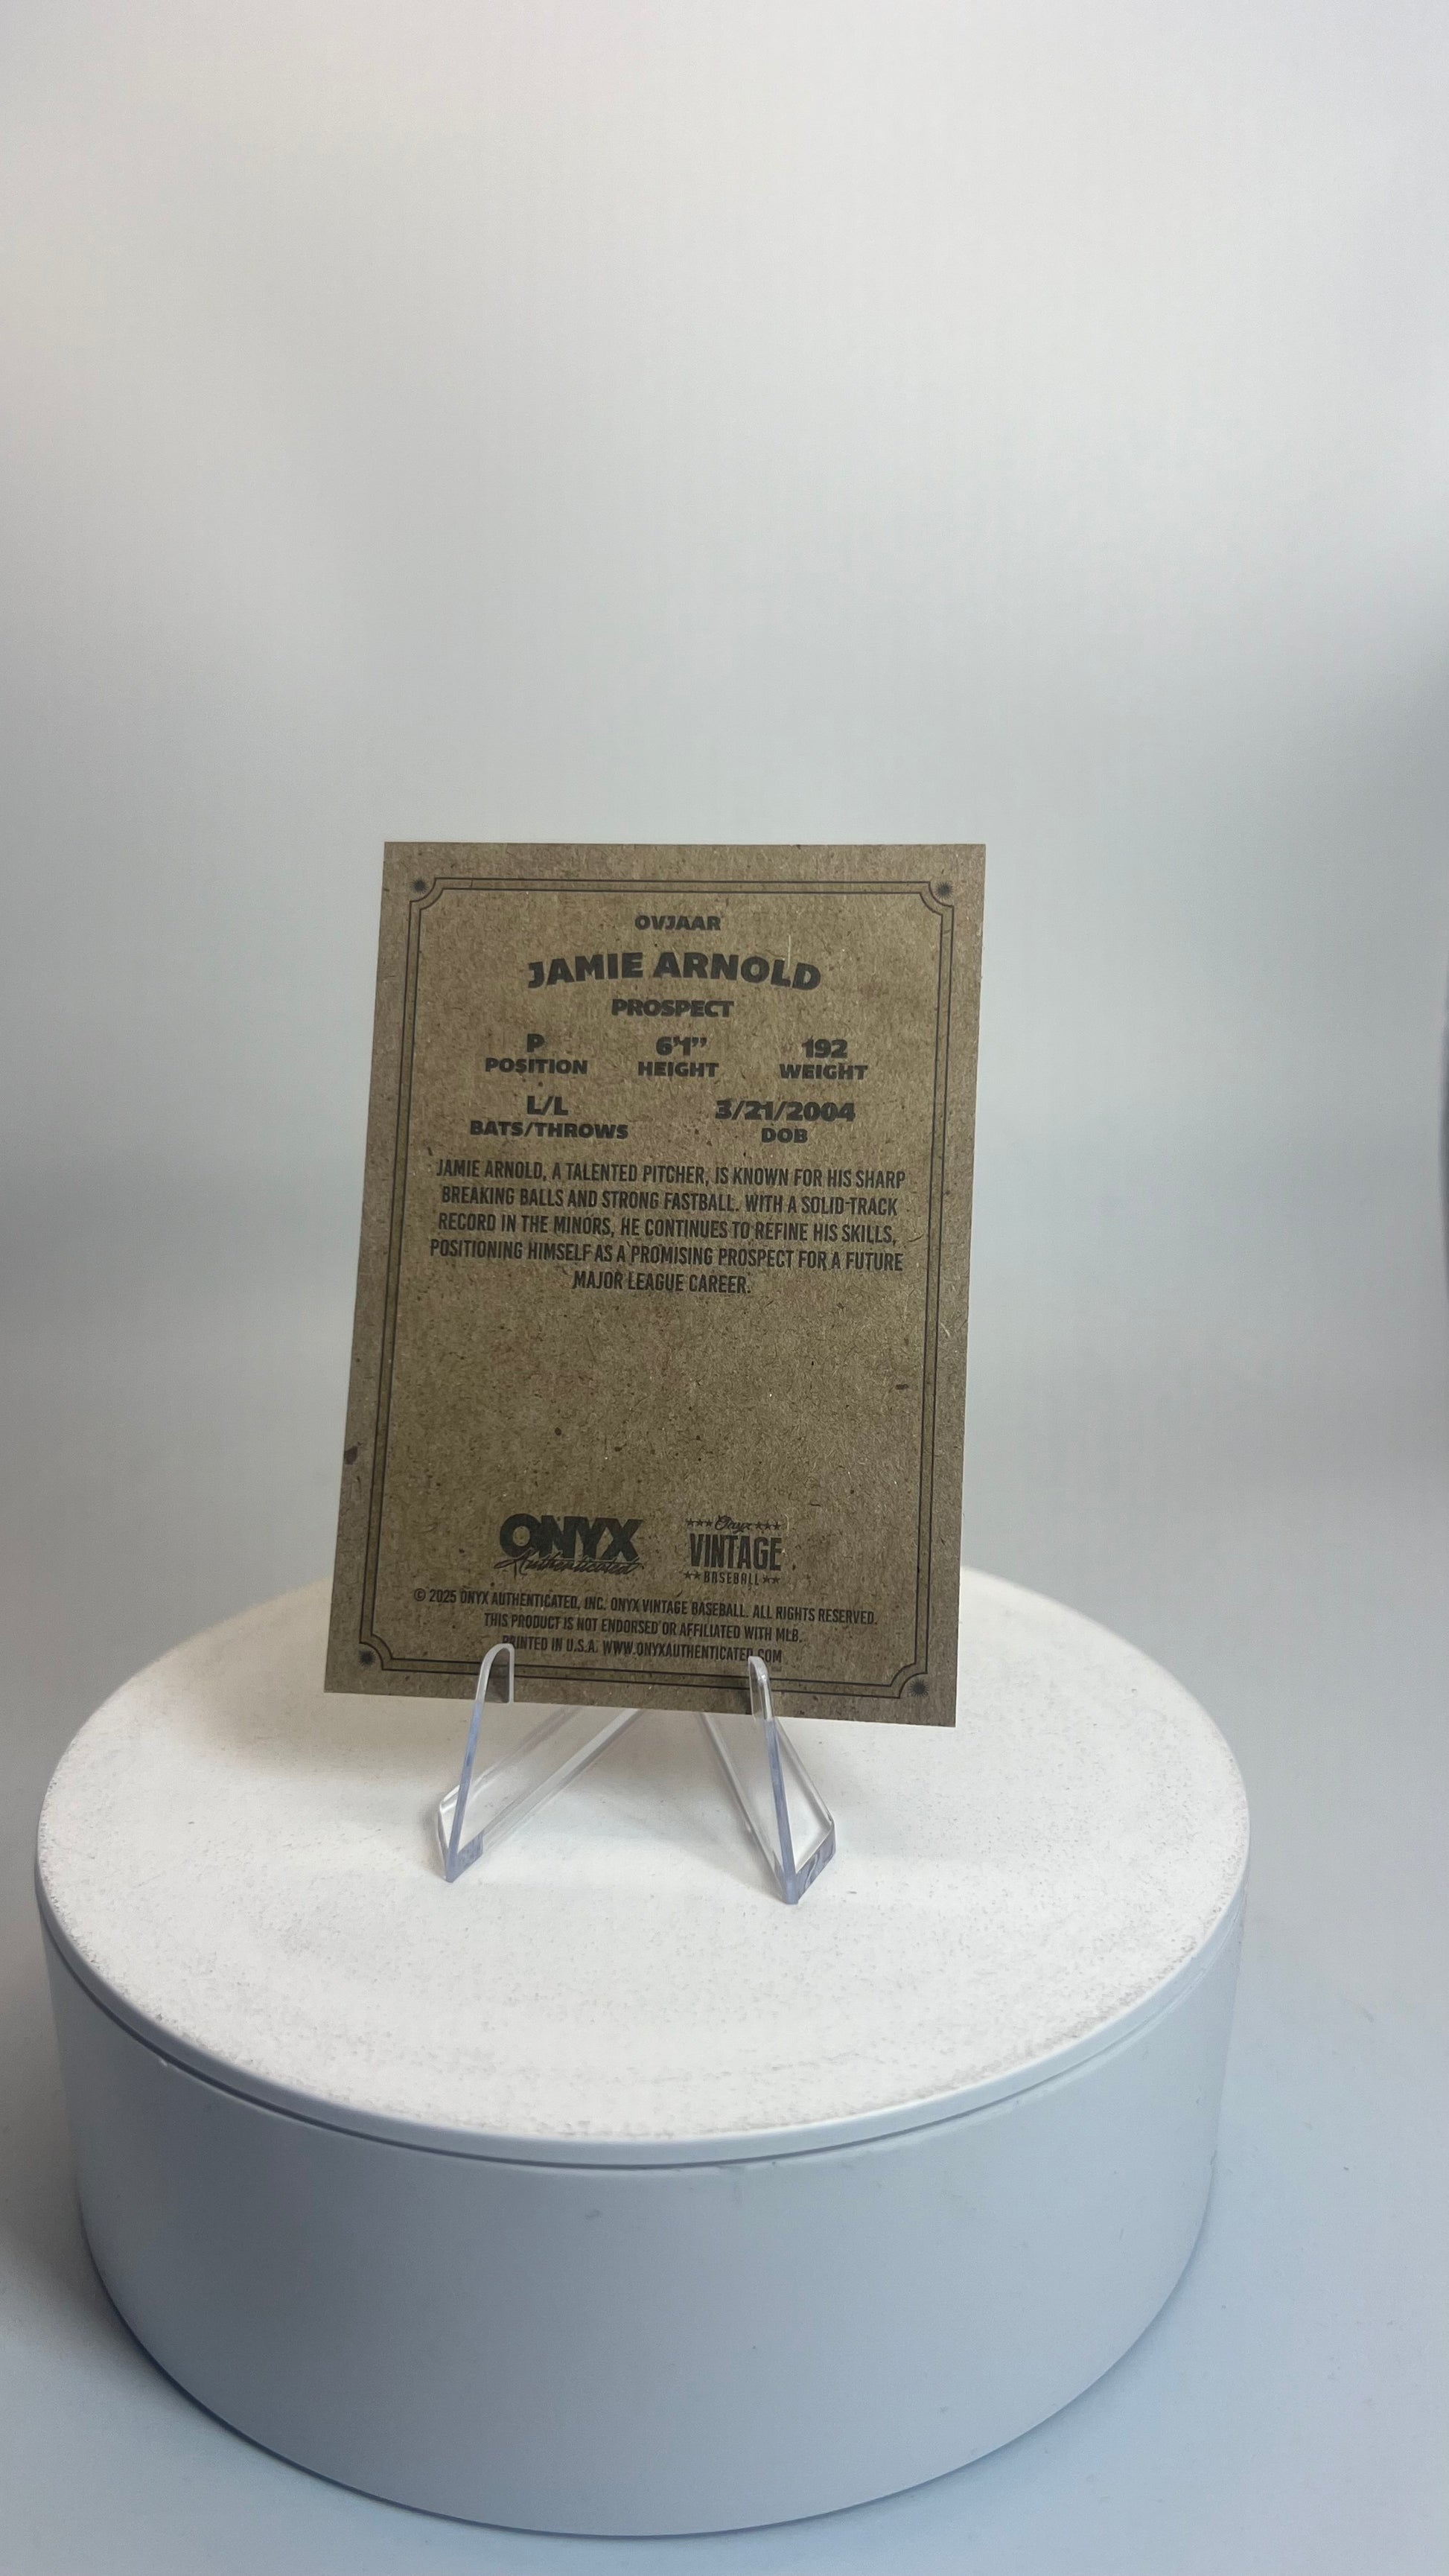 OVJAAR
JAMIE ARNOLD
PROSPECT
P 6'1" 192
POSITION HEIGHT WEIGHT
L/L 3/21/2004
BATS/THROWS DOB
JAMIE ARNOLD, A TALENTED PITCHER, IS KNOWN FOR HIS SHARP
BREAKING BALLS AND STRONG FASTBALL. WITH A SOLID TRACK
RECORD IN THE MINORS, HE CONTINUES TO REFINE HIS SKILLS,
POSITIONING HIMSELF AS A PROMISING PROSPECT FOR A FUTURE
MAJOR LEAGUE CAREER.
ONYX
Authenticated
Onyx
VINTAGE
BASEBALL
© 2025 ONYX AUTHENTICATED, INC. ONYX VINTAGE BASEBALL. ALL RIGHTS RESERVED.
THIS PRODUCT IS NOT ENDORSED OR AFFILIATED WITH MLB.
PRINTED IN U.S.A. WWW.ONYXAUTHENTICATED.COM